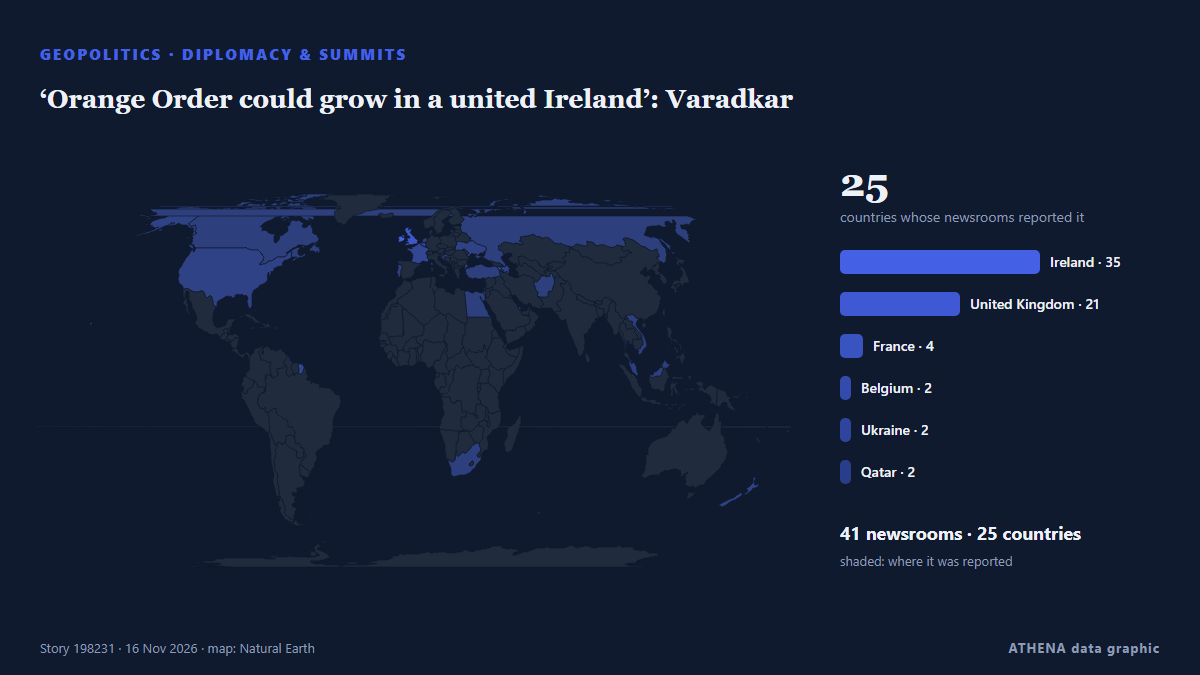 GEOPOLITICS · DIPLOMACY & SUMMITS
‘Orange Order could grow in a united Ireland’: Varadkar
25
countries whose newsrooms reported it
Ireland · 35
United Kingdom · 21
France · 4
Belgium · 2
Ukraine · 2
Qatar · 2
41 newsrooms · 25 countries
shaded: where it was reported
Story 198231 · 16 Nov 2026 · map: Natural Earth
ATHENA data graphic